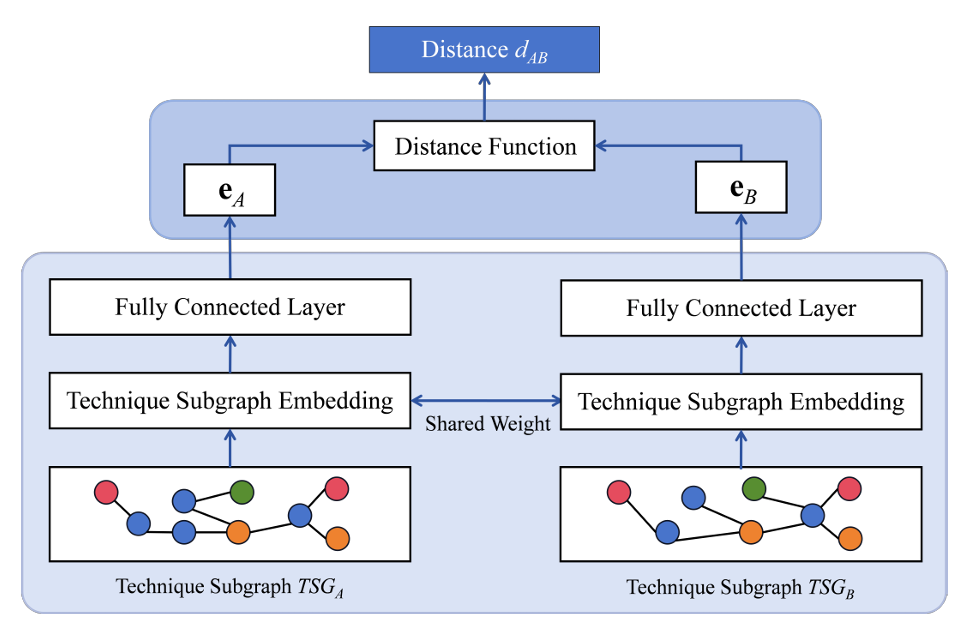 Distance d_AB
Distance Function
e_A
e_B
Fully Connected Layer
Fully Connected Layer
Technique Subgraph Embedding
Technique Subgraph Embedding
Shared Weight
Technique Subgraph TSG_A
Technique Subgraph TSG_B